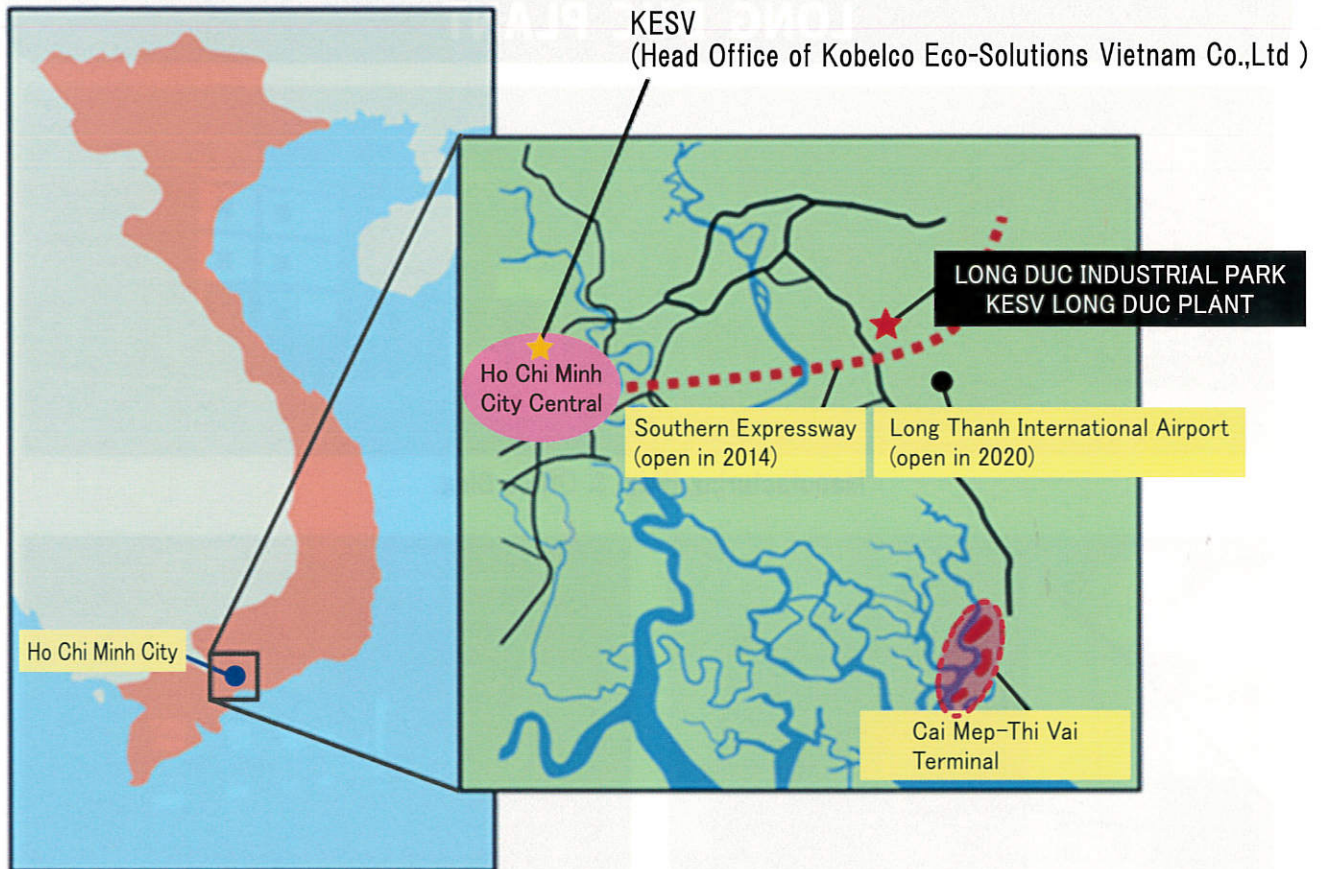 KESV
(Head Office of Kobelco Eco-Solutions Vietnam Co.,Ltd )
LONG DUC INDUSTRIAL PARK
KESV LONG DUC PLANT
Ho Chi Minh
City Central
Southern Expressway
(open in 2014)
Long Thanh International Airport
(open in 2020)
Ho Chi Minh City
Cai Mep-Thi Vai
Terminal